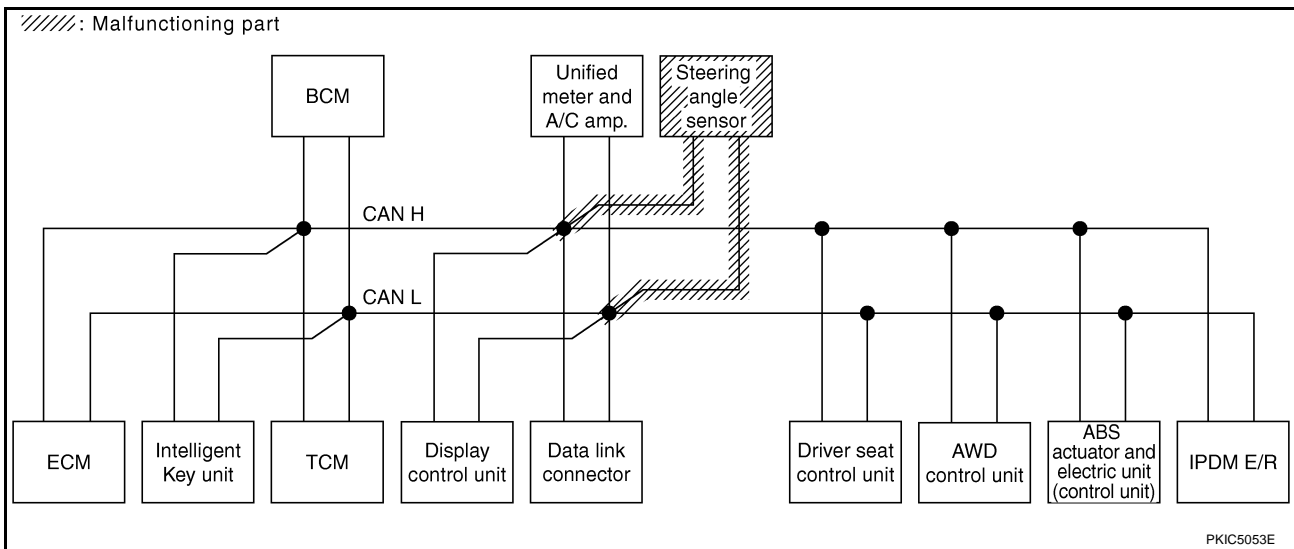 : Malfunctioning part
BCM
Unified
meter and
A/C amp.
Steering
angle
sensor
CAN H
CAN L
ECM
Intelligent
Key unit
TCM
Display
control unit
Data link
connector
Driver seat
control unit
AWD
control unit
ABS
actuator and
electric unit
(control unit)
IPDM E/R
PKIC5053E